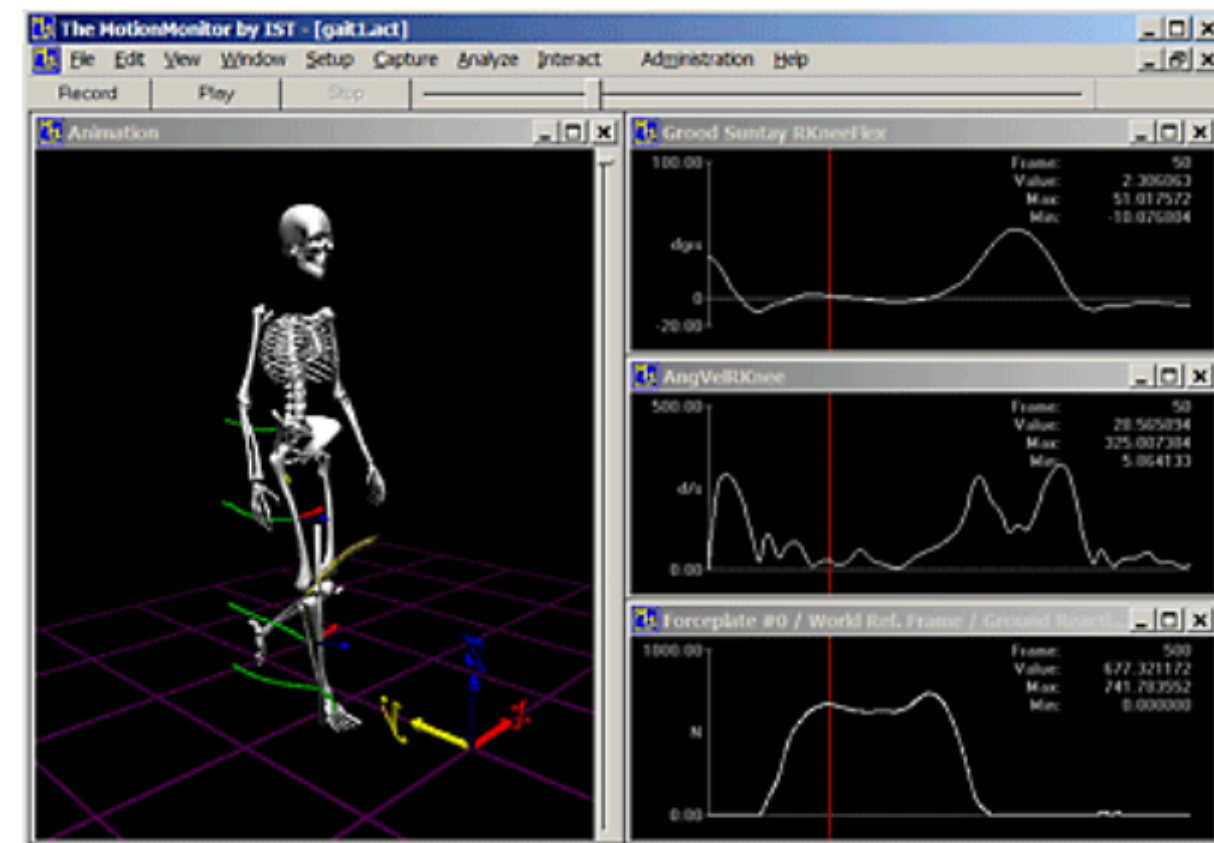 The MotionMonitor by IST - [gait1.act]
File Edit View Window Setup Capture Analyze Interact Administration Help
Record Play Stop
Animation
Grood Suntay RKneeFlex
100.00
dgrs
0
-20.00
Frame: 50
Value: 2.306063
Max: 51.017572
Min: -10.076004
AngVelRKnee
500.00
d/s
0.00
Frame: 50
Value: 28.565894
Max: 325.007384
Min: 5.064133
Forceplate #0 / World Ref. Frame / Ground Reacti...
1000.00
N
0.00
Frame: 500
Value: 677.321172
Max: 741.783552
Min: 0.000000
Z
Y
X